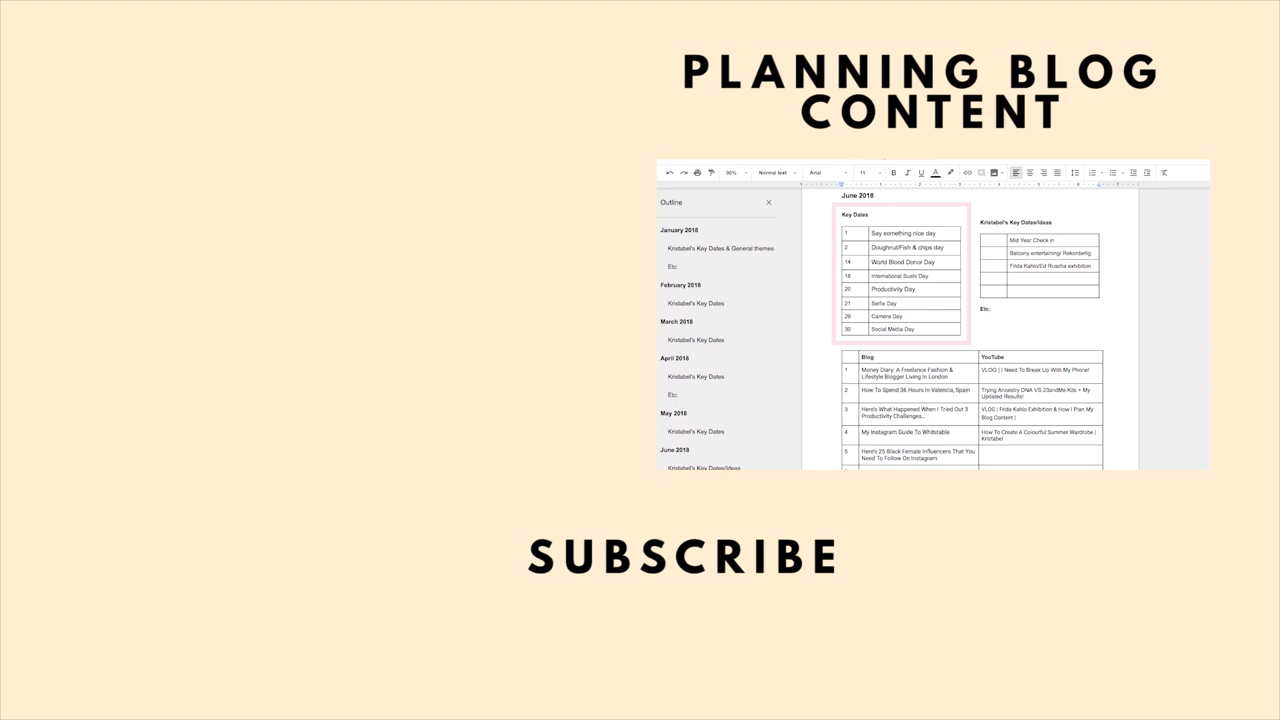 PLANNING BLOG
CONTENT
90%
Normal text
Arial
11
B I U A
Outline
January 2018
Kristabel's Key Dates & General themes
Etc:
February 2018
Kristabel's Key Dates
March 2018
Kristabel's Key Dates
April 2018
Kristabel's Key Dates
Etc:
May 2018
Kristabel's Key Dates
June 2018
Kristabel's Key Dates/Ideas
June 2018
Key Dates
1 Say something nice day
2 Doughnut/Fish & chips day
14 World Blood Donor Day
18 International Sushi Day
20 Productivity Day
21 Selfie Day
29 Camera Day
30 Social Media Day
Kristabel's Key Dates/Ideas
Mid Year Check in
Balcony entertaining/ Rekorderlig
Frida Kahlo/Ed Ruscha exhibition
Etc:
Blog YouTube
1 Money Diary: A Freelance Fashion &
Lifestyle Blogger Living In London
VLOG | I Need To Break Up With My Phone!
2 How To Spend 36 Hours In Valencia, Spain
Trying Ancestry DNA VS 23andMe Kits + My
Updated Results!
3 Here's What Happened When I Tried Out 3
Productivity Challenges...
VLOG | Frida Kahlo Exhibition & How I Plan My
Blog Content |
4 My Instagram Guide To Whitstable
How To Create A Colourful Summer Wardrobe |
Kristabel
5 Here's 25 Black Female Influencers That You
Need To Follow On Instagram
SUBSCRIBE